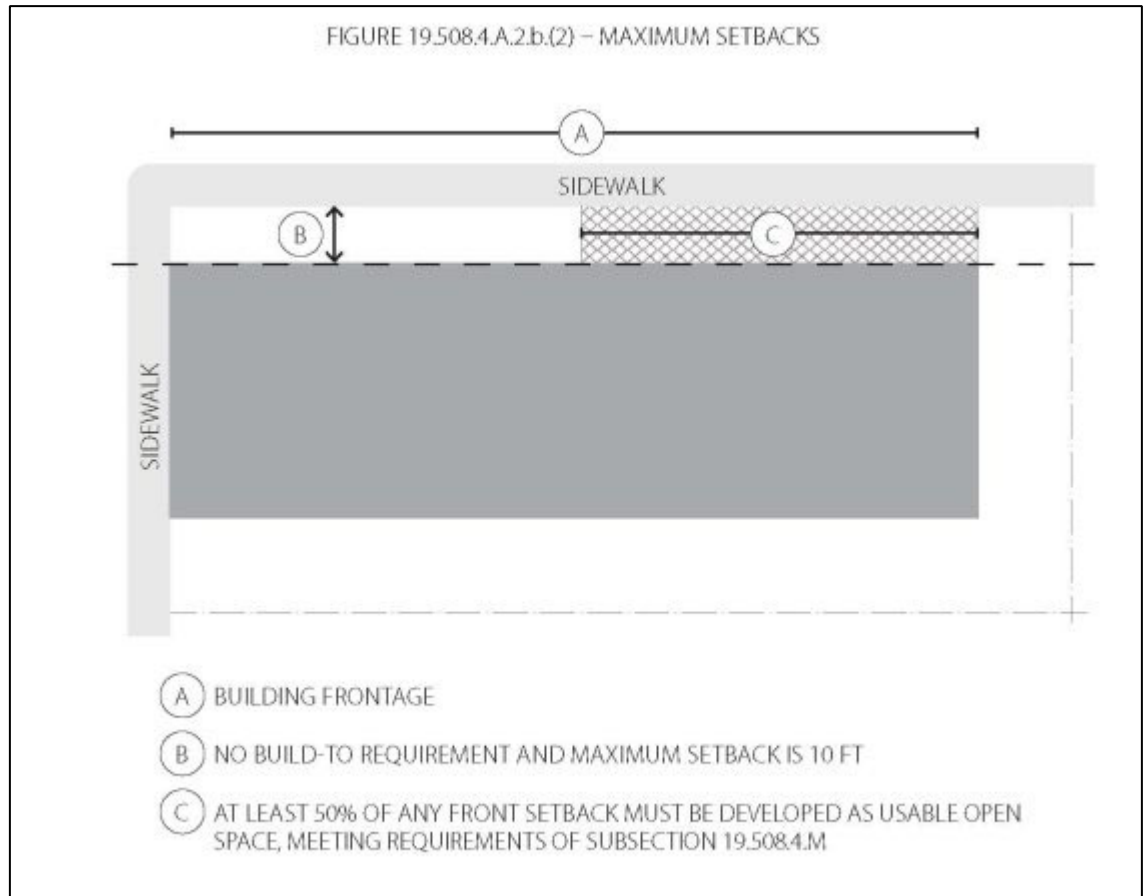 FIGURE 19.508.4.A.2.b.(2) – MAXIMUM SETBACKS
A
SIDEWALK
B
C
SIDEWALK
A BUILDING FRONTAGE
B NO BUILD-TO REQUIREMENT AND MAXIMUM SETBACK IS 10 FT
C AT LEAST 50% OF ANY FRONT SETBACK MUST BE DEVELOPED AS USABLE OPEN
SPACE, MEETING REQUIREMENTS OF SUBSECTION 19.508.4.M